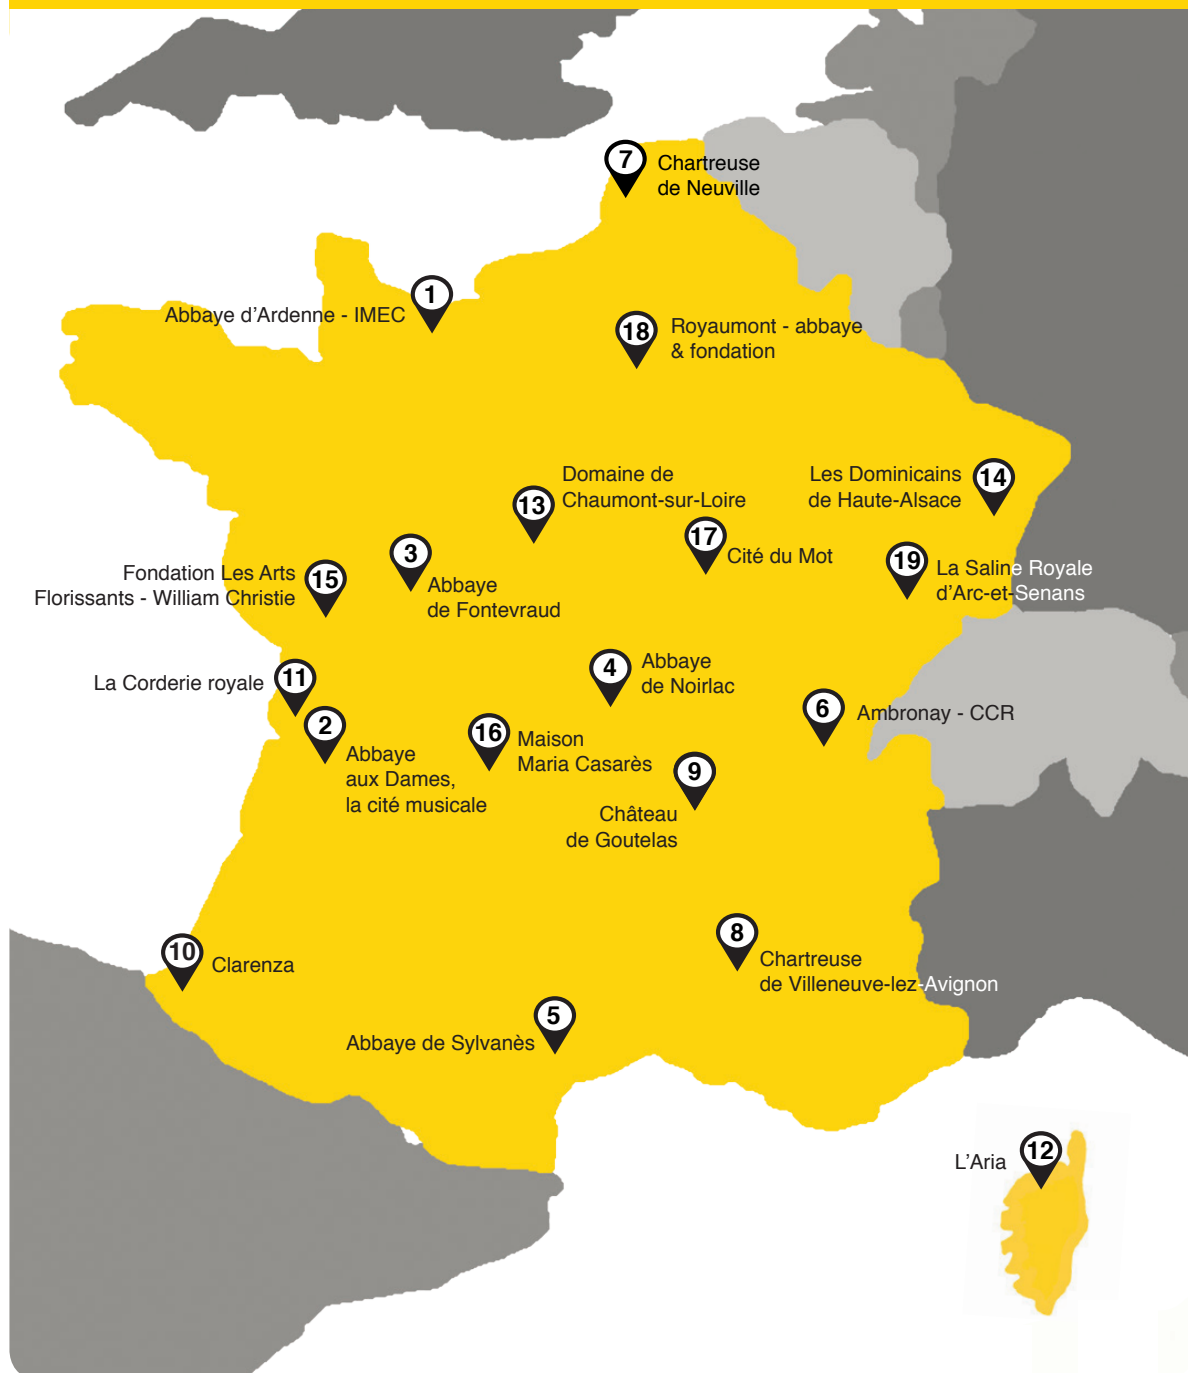 7
Chartreuse
de Neuville
1
Abbaye d’Ardenne - IMEC
18
Royaumont - abbaye
& fondation
13
Domaine de
Chaumont-sur-Loire
14
Les Dominicains
de Haute-Alsace
17
Cité du Mot
3
Abbaye
de Fontevraud
15
Fondation Les Arts
Florissants - William Christie
19
La Saline Royale
d’Arc-et-Senans
11
La Corderie royale
4
Abbaye
de Noirlac
2
Abbaye
aux Dames,
la cité musicale
16
Maison
Maria Casarès
6
Ambronay - CCR
9
Château
de Goutelas
10
Clarenza
8
Chartreuse
de Villeneuve-lez-Avignon
5
Abbaye de Sylvanès
12
L’Aria